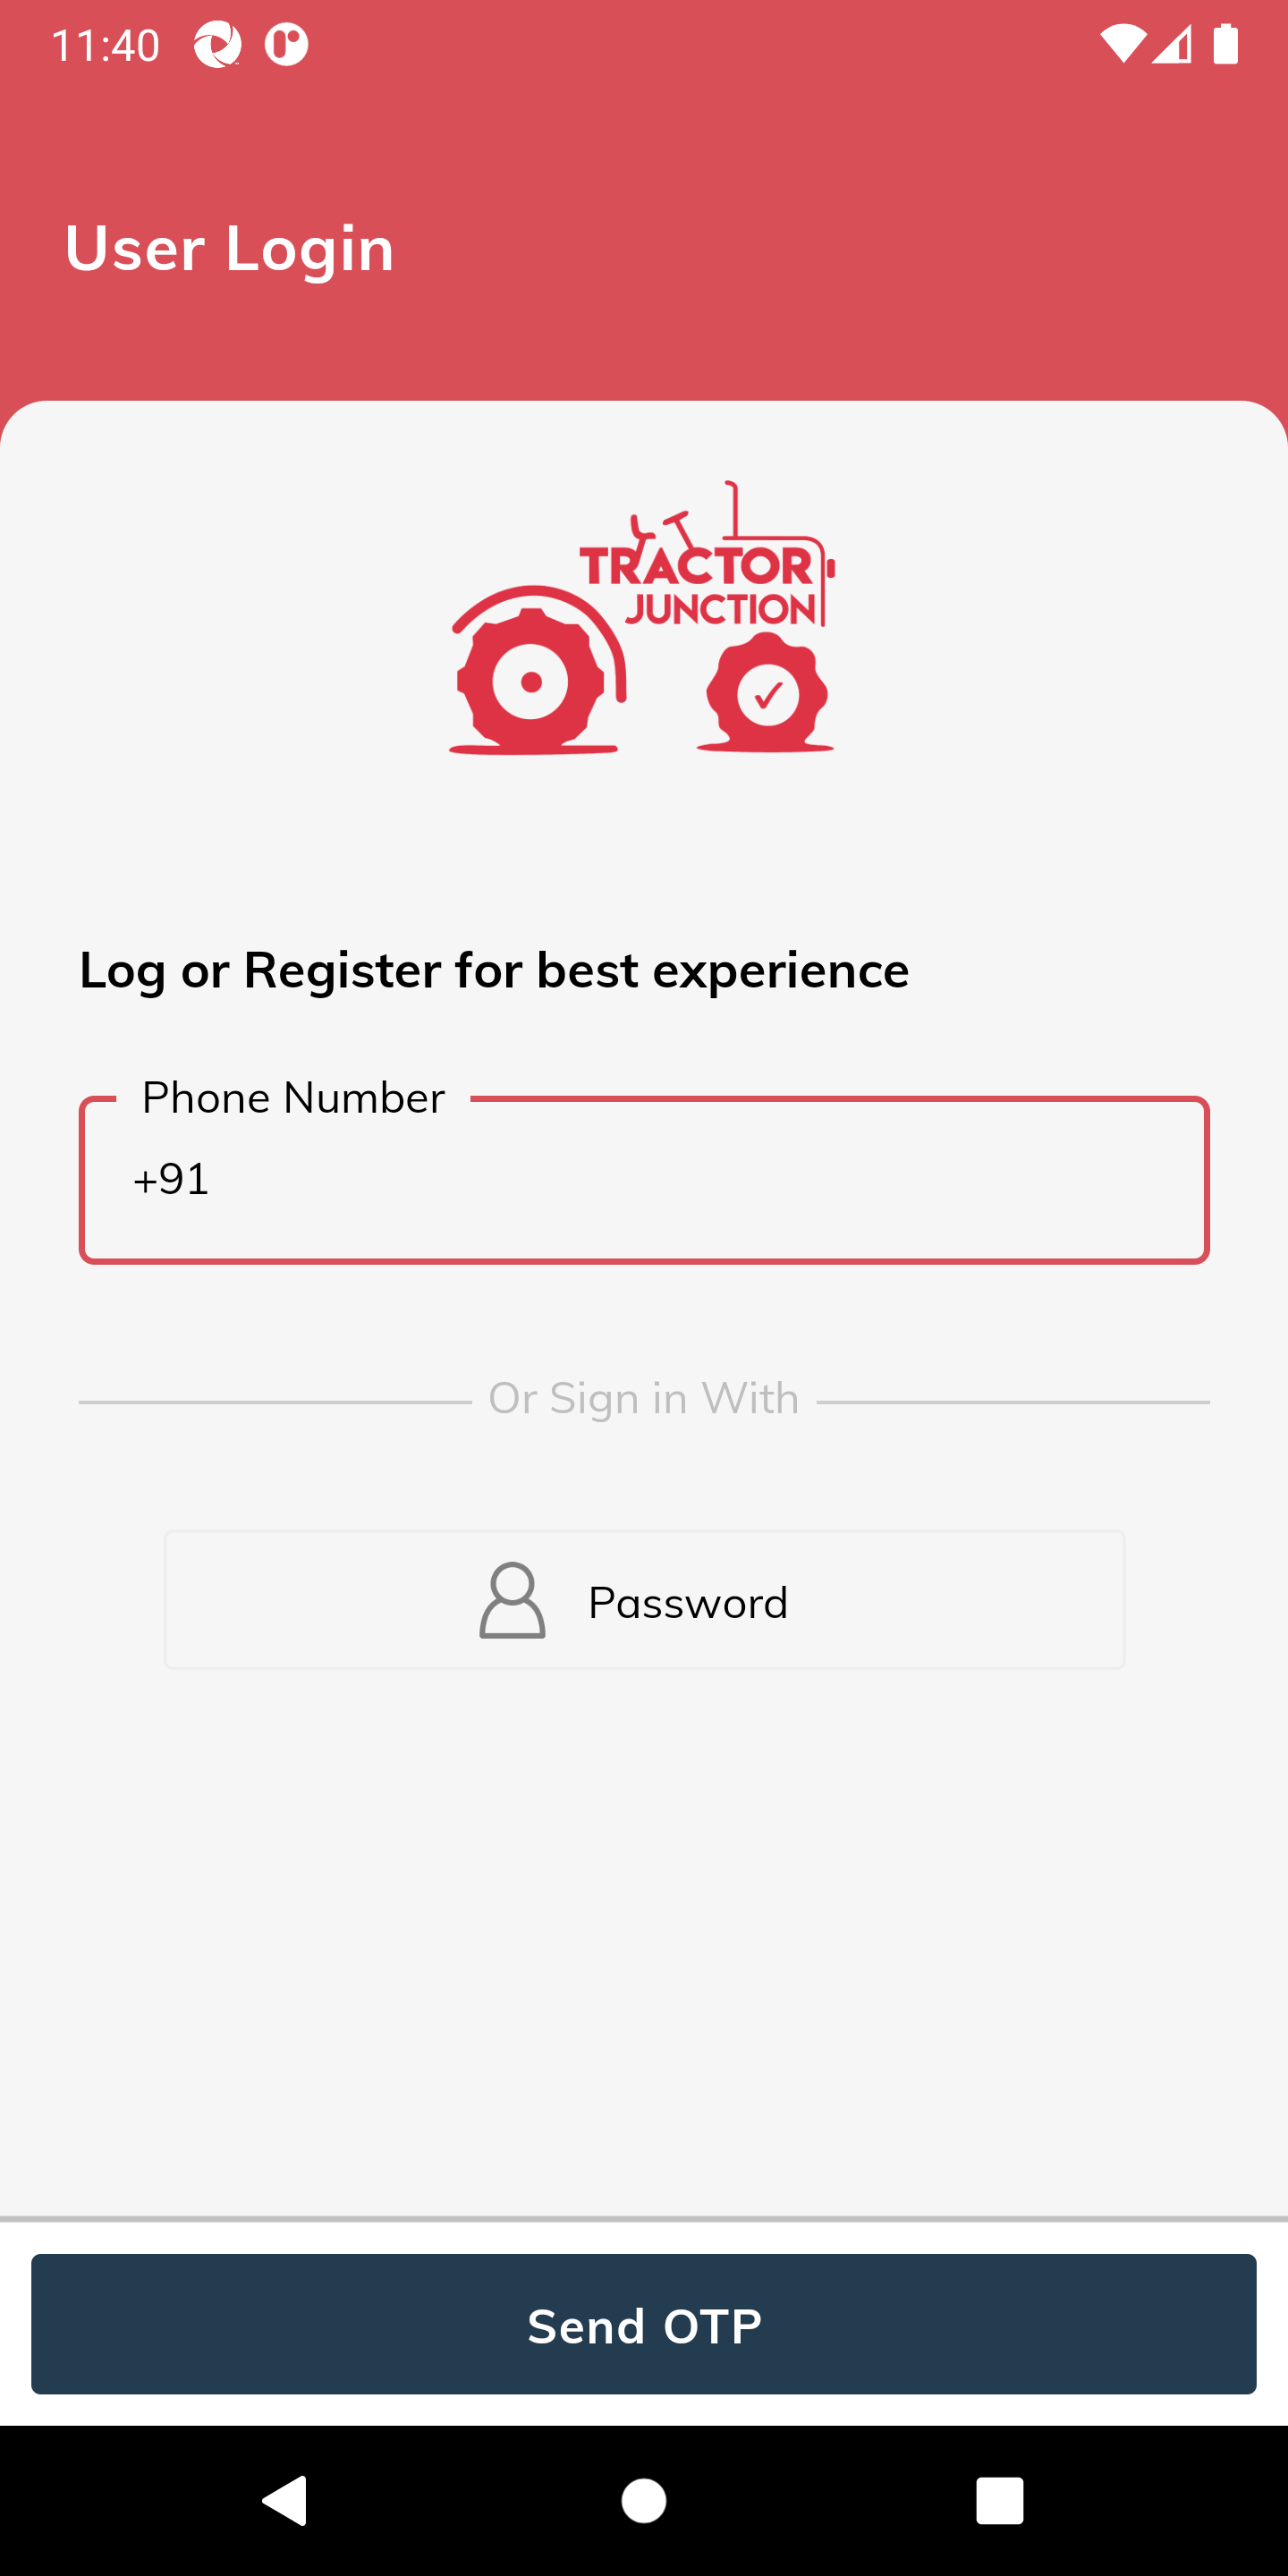 11:40
User Login
TRACTOR
JUNCTION
Log or Register for best experience
Phone Number
+91
Or Sign in With
Password
Send OTP